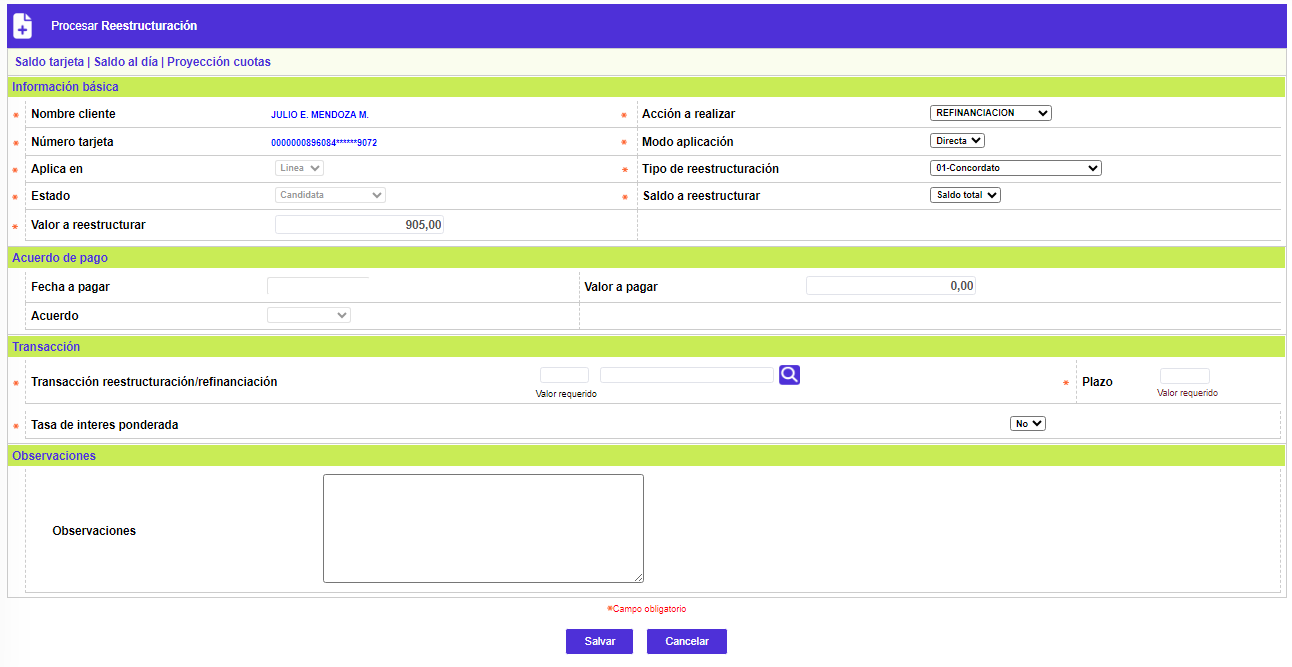 Procesar Reestructuración
Saldo tarjeta | Saldo al día | Proyección cuotas
Información básica
* Nombre cliente JULIO E. MENDOZA M. * Acción a realizar REFINANCIACION
* Número tarjeta 0000000896084******9072 * Modo aplicación Directa
* Aplica en Línea * Tipo de reestructuración 01-Concordato
* Estado Candidata * Saldo a reestructurar Saldo total
* Valor a reestructurar 905,00
Acuerdo de pago
Fecha a pagar Valor a pagar 0,00
Acuerdo
Transacción
* Transacción reestructuración/refinanciación * Plazo
Valor requerido Valor requerido
* Tasa de interes ponderada No
Observaciones
Observaciones
*Campo obligatorio
Salvar Cancelar